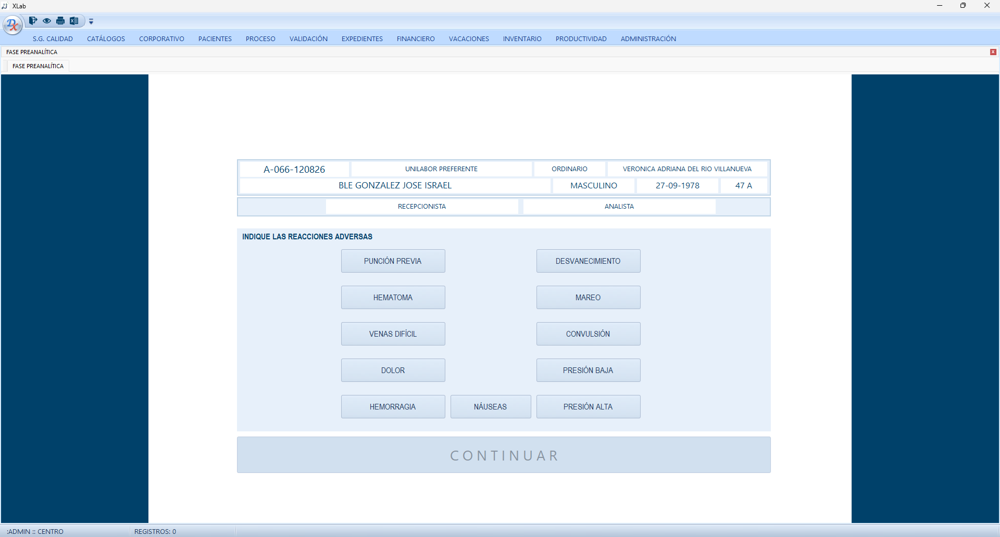 XLab
S.G. CALIDAD CATÁLOGOS CORPORATIVO PACIENTES PROCESO VALIDACIÓN EXPEDIENTES FINANCIERO VACACIONES INVENTARIO PRODUCTIVIDAD ADMINISTRACIÓN
FASE PREANALÍTICA
FASE PREANALÍTICA
A-066-120826 UNILABOR PREFERENTE ORDINARIO VERONICA ADRIANA DEL RIO VILLANUEVA
BLE GONZALEZ JOSE ISRAEL MASCULINO 27-09-1978 47 A
RECEPCIONISTA ANALISTA
INDIQUE LAS REACCIONES ADVERSAS
PUNCIÓN PREVIA DESVANECIMIENTO
HEMATOMA MAREO
VENAS DIFÍCIL CONVULSIÓN
DOLOR PRESIÓN BAJA
HEMORRAGIA NÁUSEAS PRESIÓN ALTA
CONTINUAR
:ADMIN :: CENTRO REGISTROS: 0